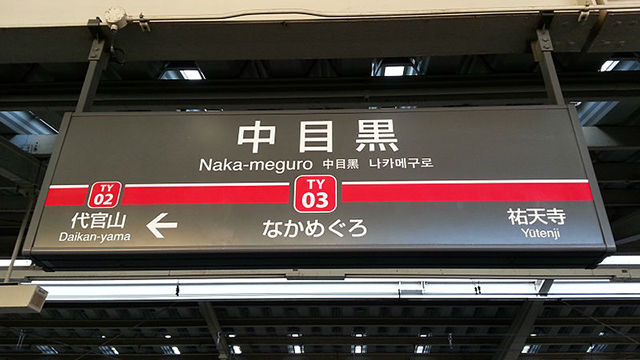 中目黒
Naka-meguro 中目黒 나카메구로
TY
02
TY
03
代官山
Daikan-yama
←
なかめぐろ
祐天寺
Yūtenji